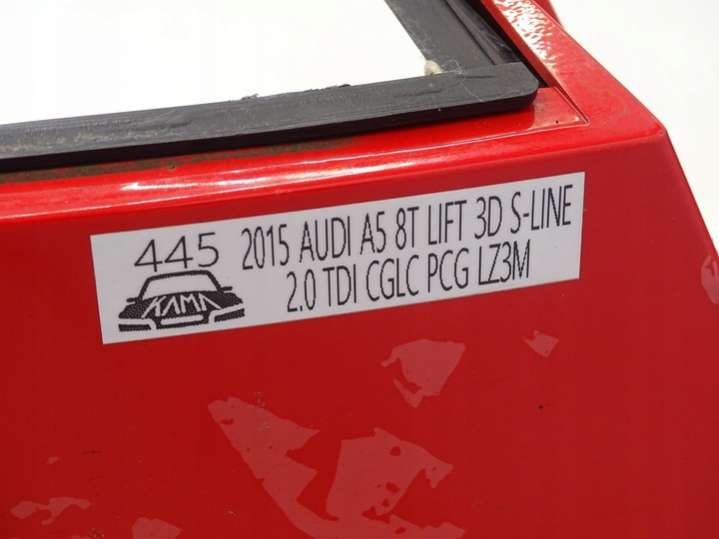 445 2015 AUDI A5 8T LIFT 3D S-LINE
KAMA 2.0 TDI CGLC PCG LZ3M